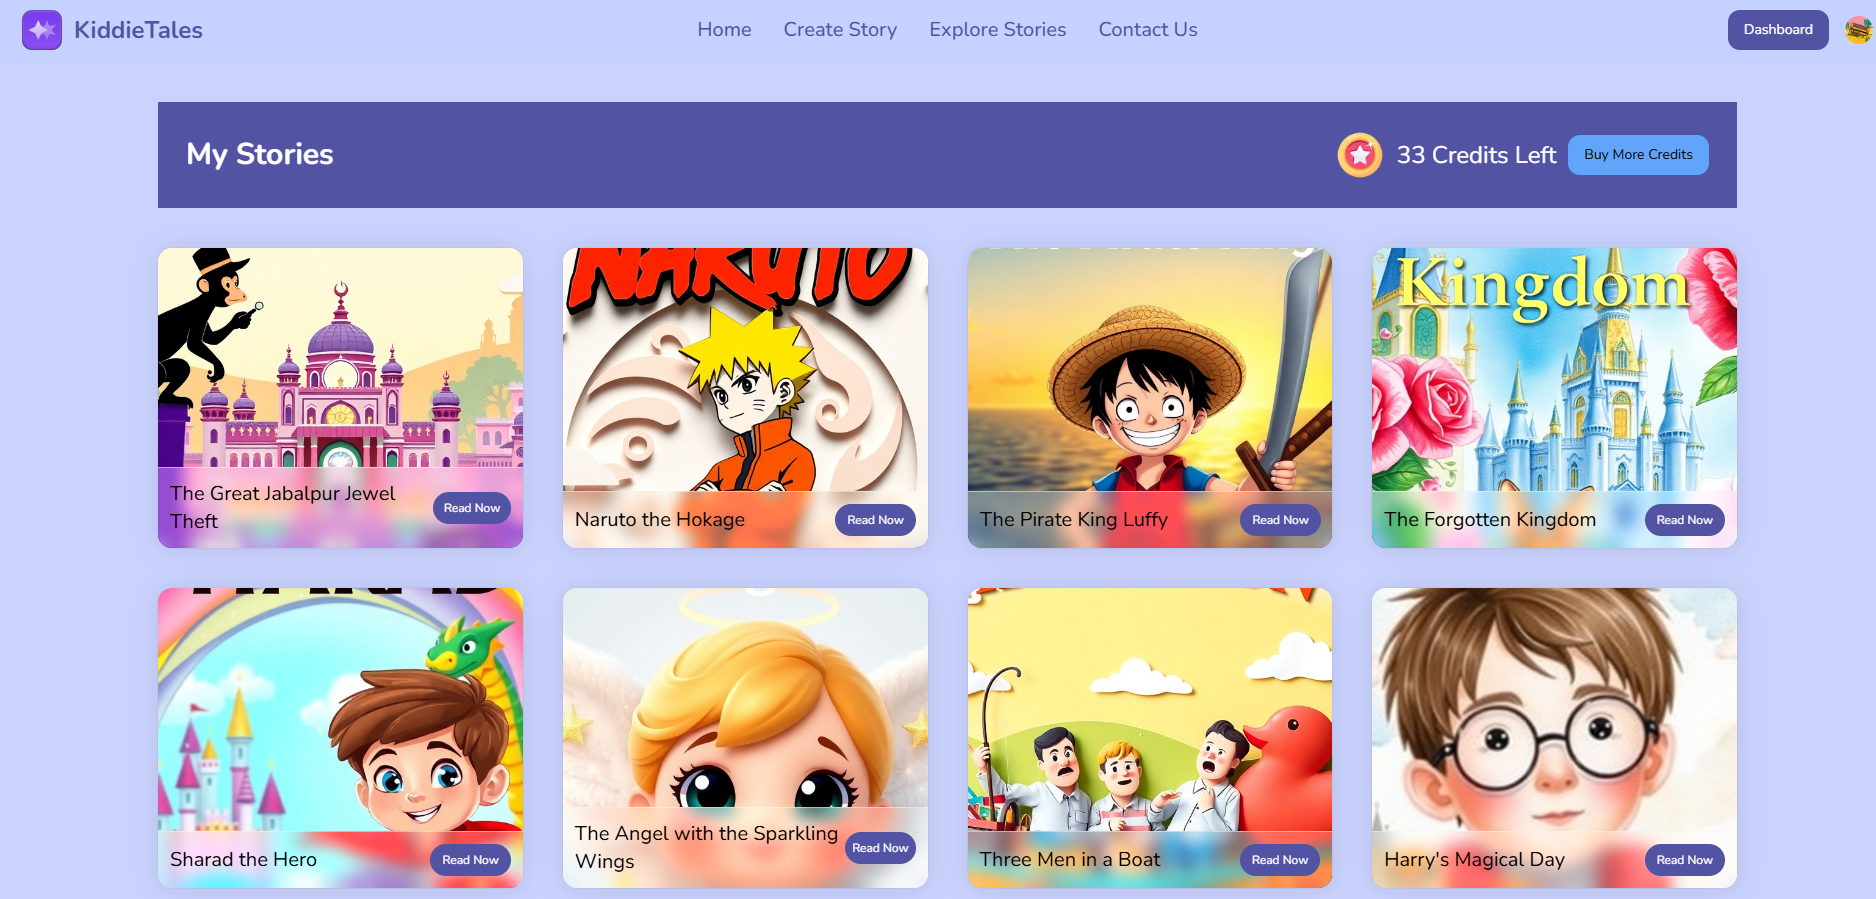 KiddieTales
Home
Create Story
Explore Stories
Contact Us
Dashboard
My Stories
33 Credits Left
Buy More Credits
NARUTO
Kingdom
The Great Jabalpur Jewel
Theft
Read Now
Naruto the Hokage
Read Now
The Pirate King Luffy
Read Now
The Forgotten Kingdom
Read Now
Sharad the Hero
Read Now
The Angel with the Sparkling
Wings
Read Now
Three Men in a Boat
Read Now
Harry's Magical Day
Read Now